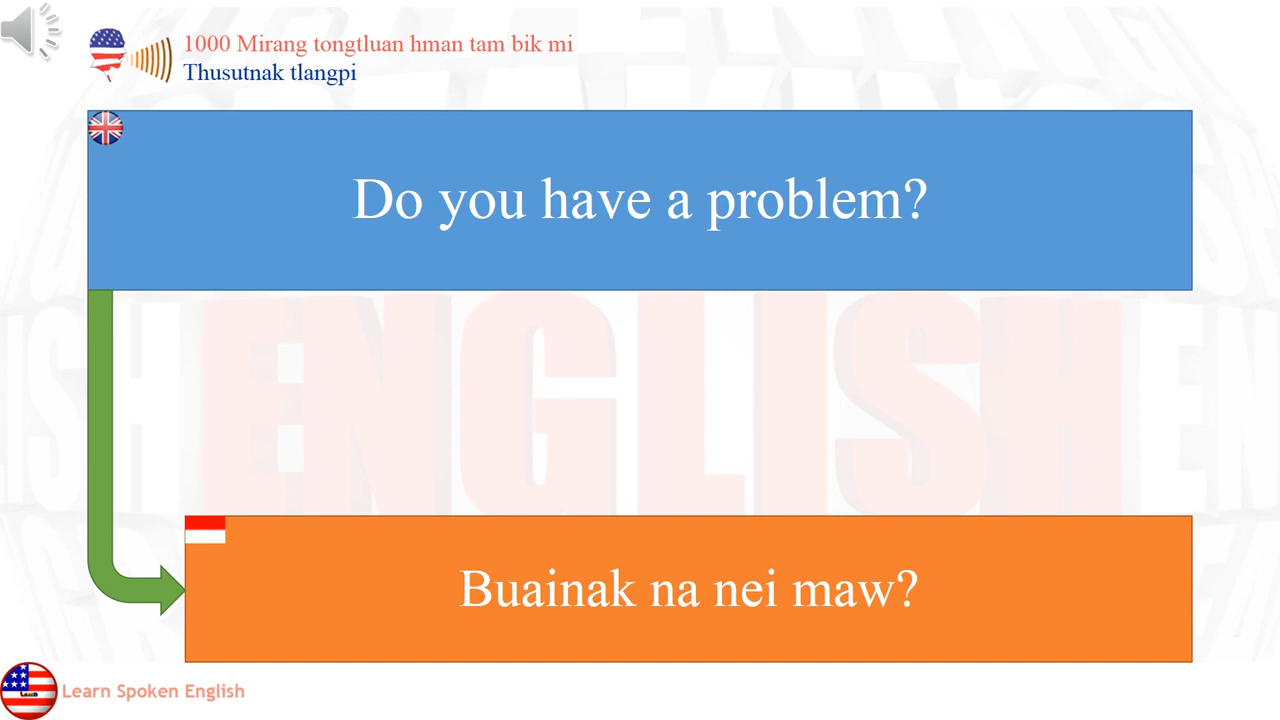 1000 Mirang tongtluan hman tam bik mi
Thusutnak tlangpi
Do you have a problem?
ENGLISH
Buainak na nei maw?
Learn Spoken English